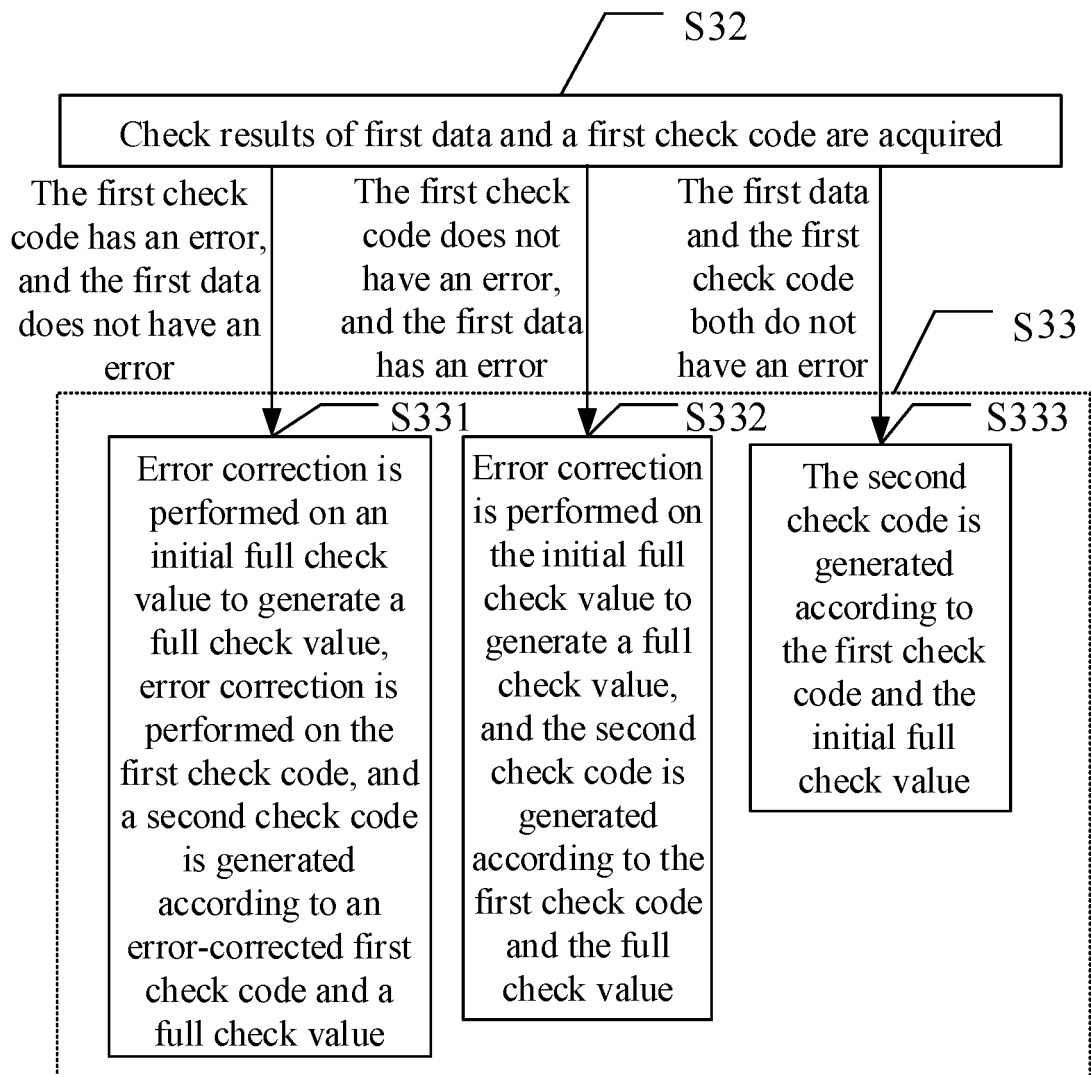 S32
Check results of first data and a first check code are acquired
The first check
code has an error,
and the first data
does not have an
error
The first check
code does not
have an error,
and the first data
has an error
The first data
and the first
check code
both do not
have an error
S33
S331
Error correction is
performed on an
initial full check
value to generate a
full check value,
error correction is
performed on the
first check code, and
a second check code
is generated
according to an
error-corrected first
check code and a
full check value
S332
Error correction
is performed on
the initial full
check value to
generate a full
check value,
and the second
check code is
generated
according to the
first check code
and the full
check value
S333
The second
check code is
generated
according to
the first check
code and the
initial full
check value